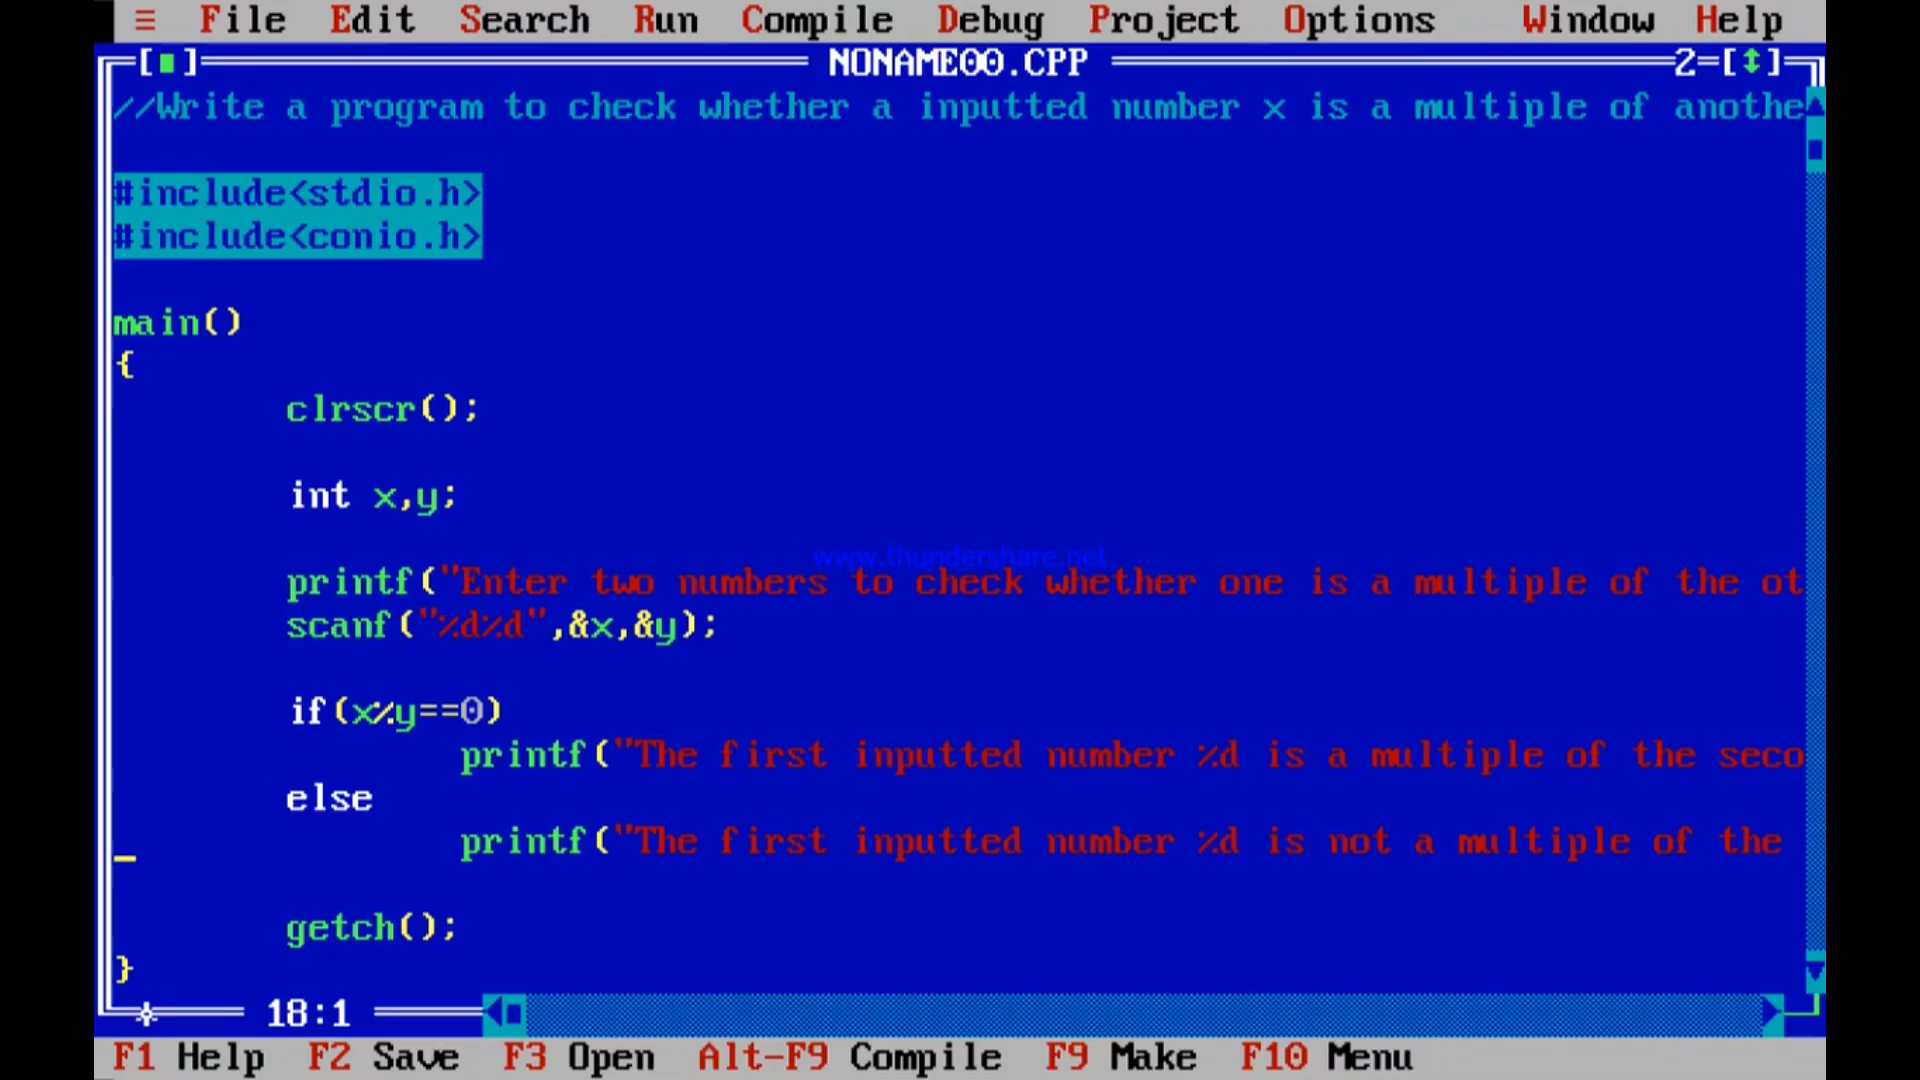 ≡ File Edit Search Run Compile Debug Project Options Window Help
[■] NONAME00.CPP 2=[↕]
//Write a program to check whether a inputted number x is a multiple of anothe
#include<stdio.h>
#include<conio.h>
main()
{
clrscr();
int x,y;
www.thundershare.net
printf("Enter two numbers to check whether one is a multiple of the ot
scanf("%d%d",&x,&y);
if(x%y==0)
printf("The first inputted number %d is a multiple of the seco
else
printf("The first inputted number %d is not a multiple of the
getch();
}
18:1
F1 Help F2 Save F3 Open Alt-F9 Compile F9 Make F10 Menu